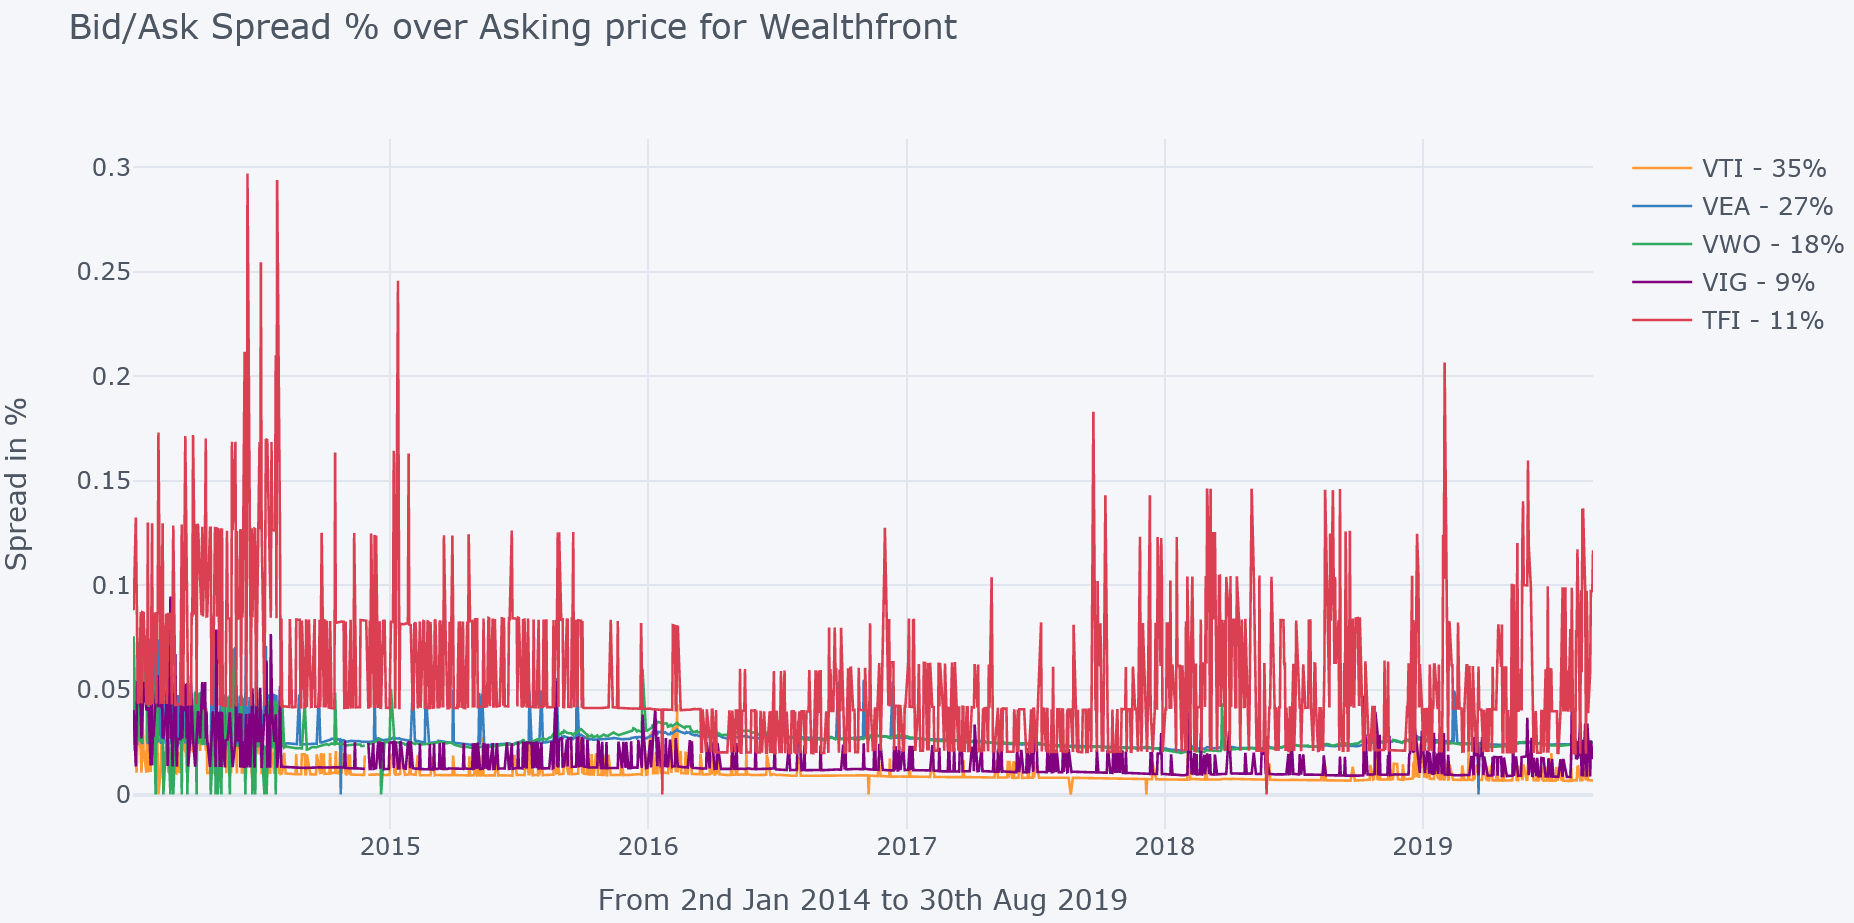 Bid/Ask Spread % over Asking price for Wealthfront
VTI - 35%
VEA - 27%
VWO - 18%
VIG - 9%
TFI - 11%
Spread in %
0.3
0.25
0.2
0.15
0.1
0.05
0
2015
2016
2017
2018
2019
From 2nd Jan 2014 to 30th Aug 2019